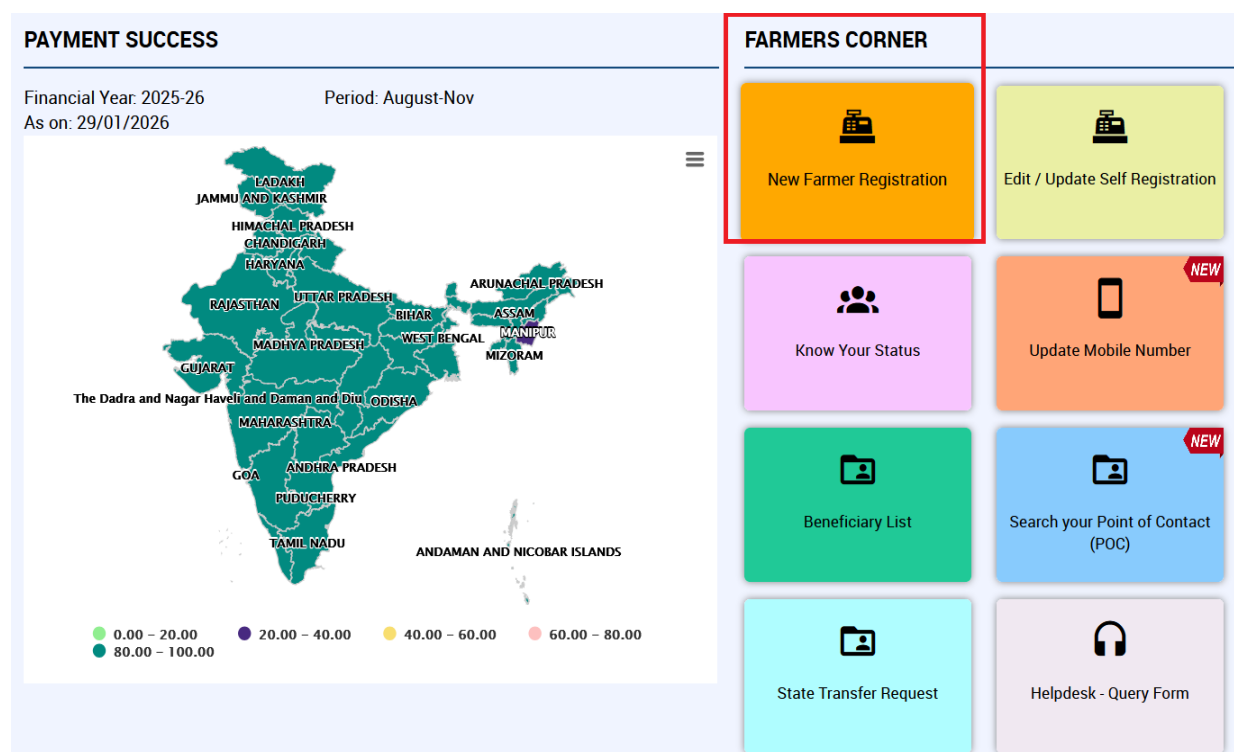 PAYMENT SUCCESS
Financial Year: 2025-26
Period: August-Nov
As on: 29/01/2026
LADAKH
JAMMU AND KASHMIR
HIMACHAL PRADESH
CHANDIGARH
HARYANA
ARUNACHAL PRADESH
RAJASTHAN
UTTAR PRADESH
BIHAR
ASSAM
MANIPUR
WEST BENGAL
MADHYA PRADESH
MIZORAM
GUJARAT
The Dadra and Nagar Haveli and Daman and Diu
ODISHA
MAHARASHTRA
ANDHRA PRADESH
GOA
PUDUCHERRY
TAMIL NADU
ANDAMAN AND NICOBAR ISLANDS
0.00 – 20.00
20.00 – 40.00
40.00 – 60.00
60.00 – 80.00
80.00 – 100.00
FARMERS CORNER
New Farmer Registration
Edit / Update Self Registration
Know Your Status
NEW
Update Mobile Number
Beneficiary List
NEW
Search your Point of Contact
(POC)
State Transfer Request
Helpdesk - Query Form